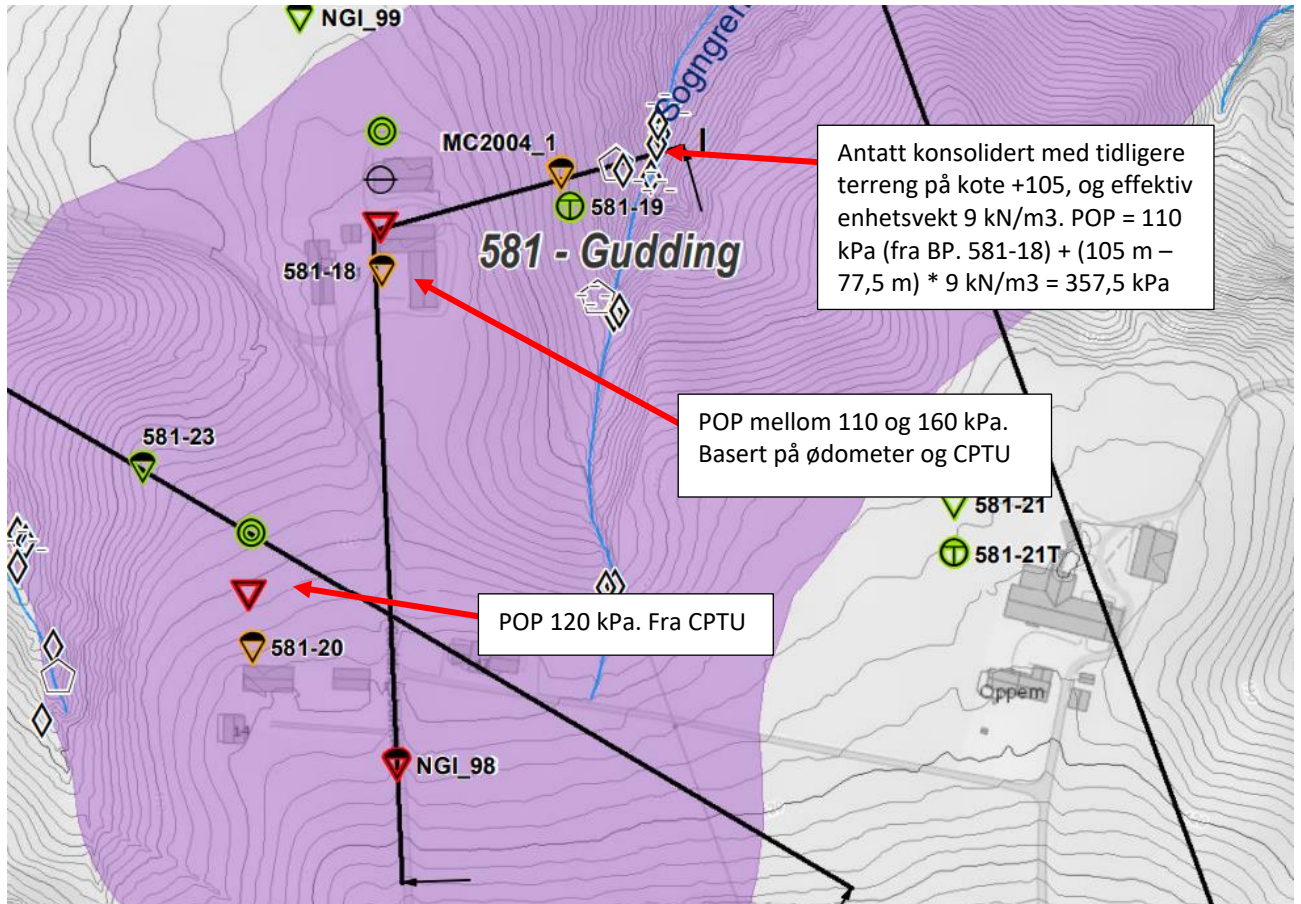 NGI_99
Sogngren
MC2004_1
581-19
581 - Gudding
581-18
Antatt konsolidert med tidligere
terreng på kote +105, og effektiv
enhetsvekt 9 kN/m3. POP = 110
kPa (fra BP. 581-18) + (105 m –
77,5 m) * 9 kN/m3 = 357,5 kPa
POP mellom 110 og 160 kPa.
Basert på ødometer og CPTU
581-23
581-21
581-21T
POP 120 kPa. Fra CPTU
581-20
Oppem
14
NGI_98